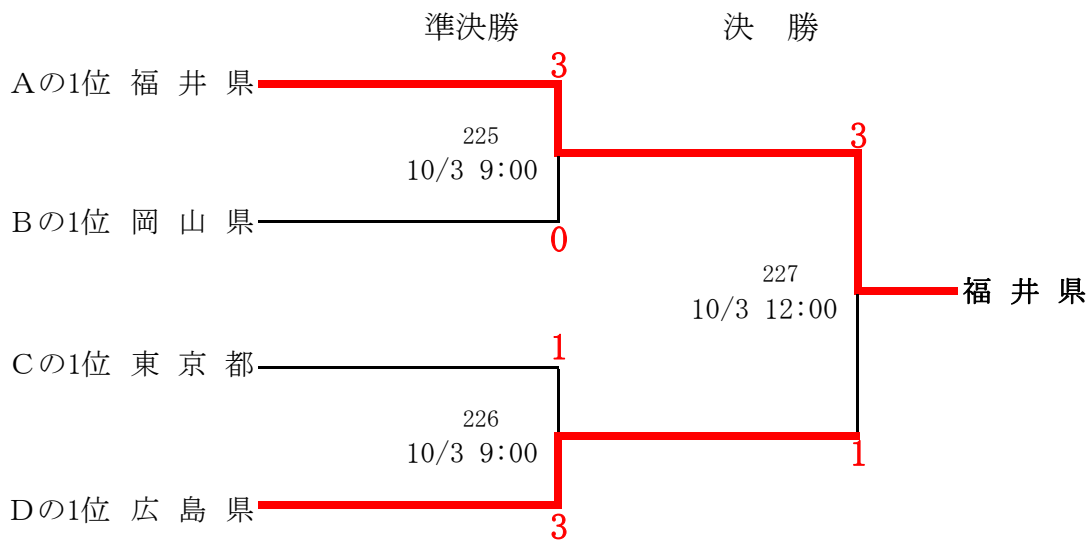 準決勝 決 勝
3
Aの1位 福 井 県
3
225
10/3 9:00
Bの1位 岡 山 県
0
227
福 井 県
10/3 12:00
1
Cの1位 東 京 都
226
10/3 9:00
1
Dの1位 広 島 県
3